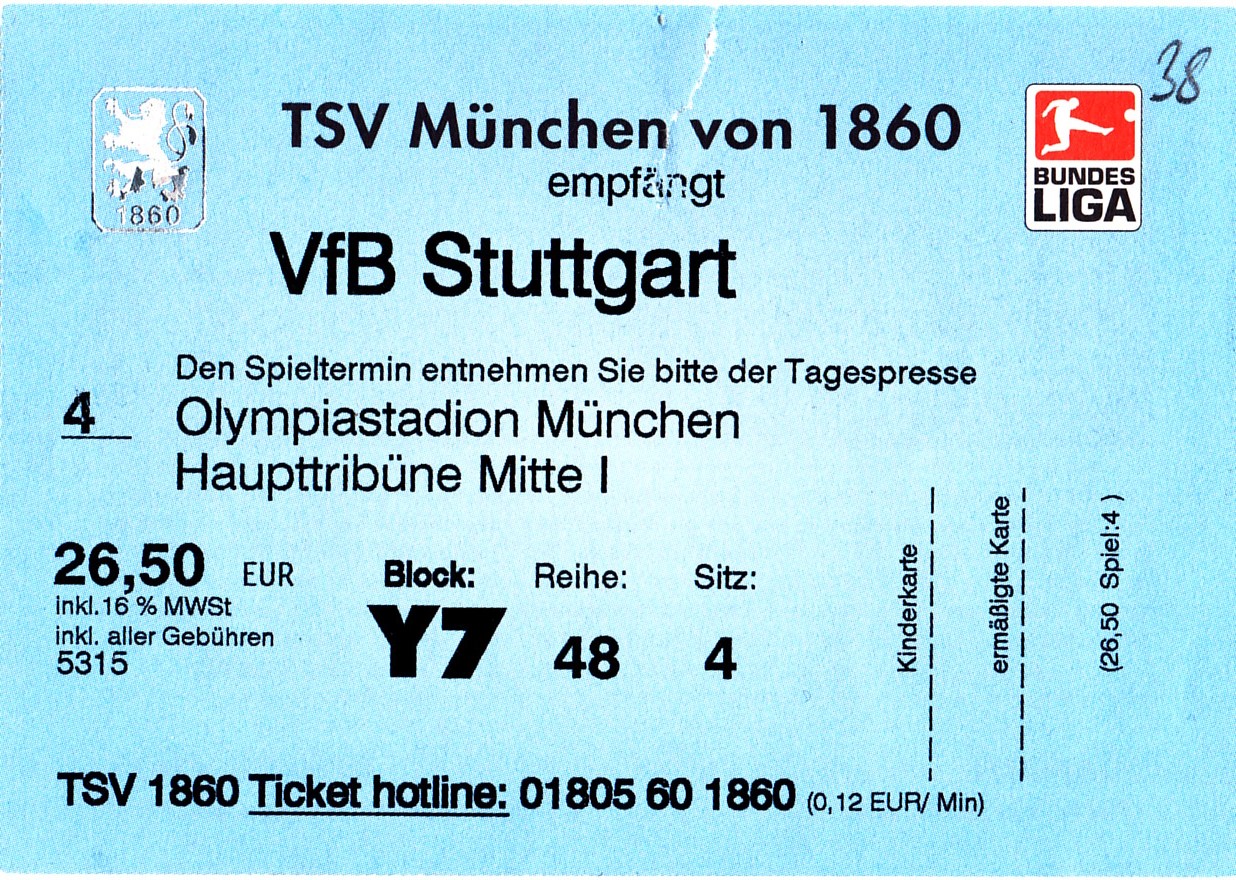 38
TSV München von 1860
empfängt
1860
BUNDES
LIGA
VfB Stuttgart
Den Spieltermin entnehmen Sie bitte der Tagespresse
4
Olympiastadion München
Haupttribüne Mitte I
26,50 EUR
inkl.16 % MWSt
inkl. aller Gebühren
5315
Block: Reihe: Sitz:
Y7 48 4
Kinderkarte
ermäßigte Karte
(26,50 Spiel:4 )
TSV 1860 Ticket hotline: 01805 60 1860 (0,12 EUR/ Min)